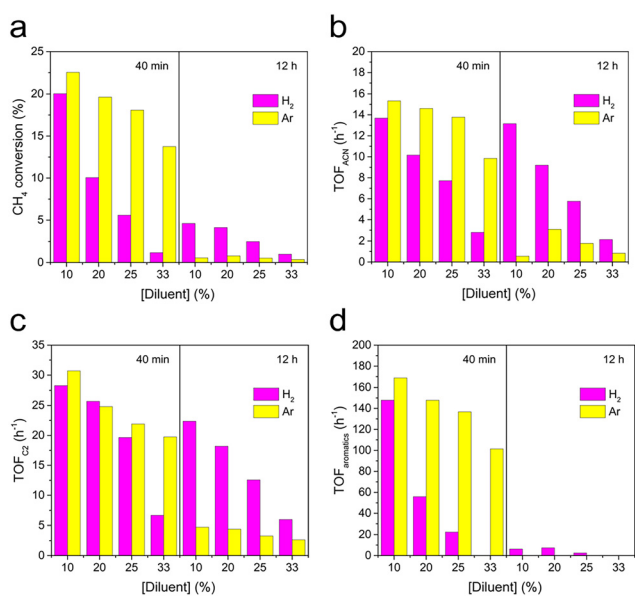 a
40 min
12 h
H2
Ar
CH4 conversion (%)
25
20
15
10
5
0
10 20 25 33 10 20 25 33
[Diluent] (%)
b
40 min
12 h
H2
Ar
TOFACN (h-1)
20
18
16
14
12
10
8
6
4
2
0
10 20 25 33 10 20 25 33
[Diluent] (%)
c
40 min
12 h
H2
Ar
TOFC2 (h-1)
35
30
25
20
15
10
5
0
10 20 25 33 10 20 25 33
[Diluent] (%)
d
40 min
12 h
H2
Ar
TOFaromatics (h-1)
200
180
160
140
120
100
80
60
40
20
0
10 20 25 33 10 20 25 33
[Diluent] (%)